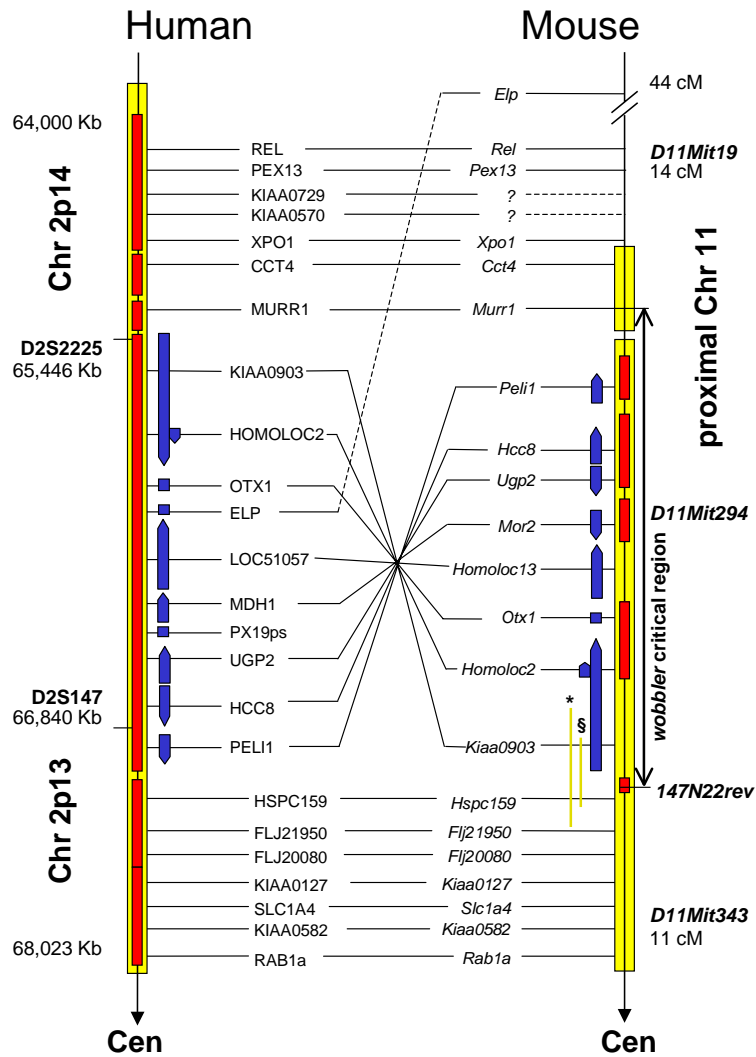 Human Mouse
Elp 44 cM
64,000 Kb
REL Rel D11Mit19
PEX13 Pex13 14 cM
KIAA0729 ?
KIAA0570 ?
XPO1 Xpo1
CCT4 Cct4
Chr 2p14
MURR1 Murr1
proximal Chr 11
D2S2225
65,446 Kb KIAA0903
Peli1
HOMOLOC2
Hcc8
OTX1 Ugp2
ELP
Mor2 D11Mit294
LOC51057 Homoloc13
MDH1 Otx1
PX19ps
UGP2 Homoloc2
wobbler critical region
D2S147
66,840 Kb HCC8
* §
PELI1 Kiaa0903
147N22rev
HSPC159 Hspc159
Chr 2p13
FLJ21950 Flj21950
FLJ20080 Flj20080
KIAA0127 Kiaa0127
SLC1A4 Slc1a4 D11Mit343
KIAA0582 Kiaa0582 11 cM
68,023 Kb
RAB1a Rab1a
Cen Cen